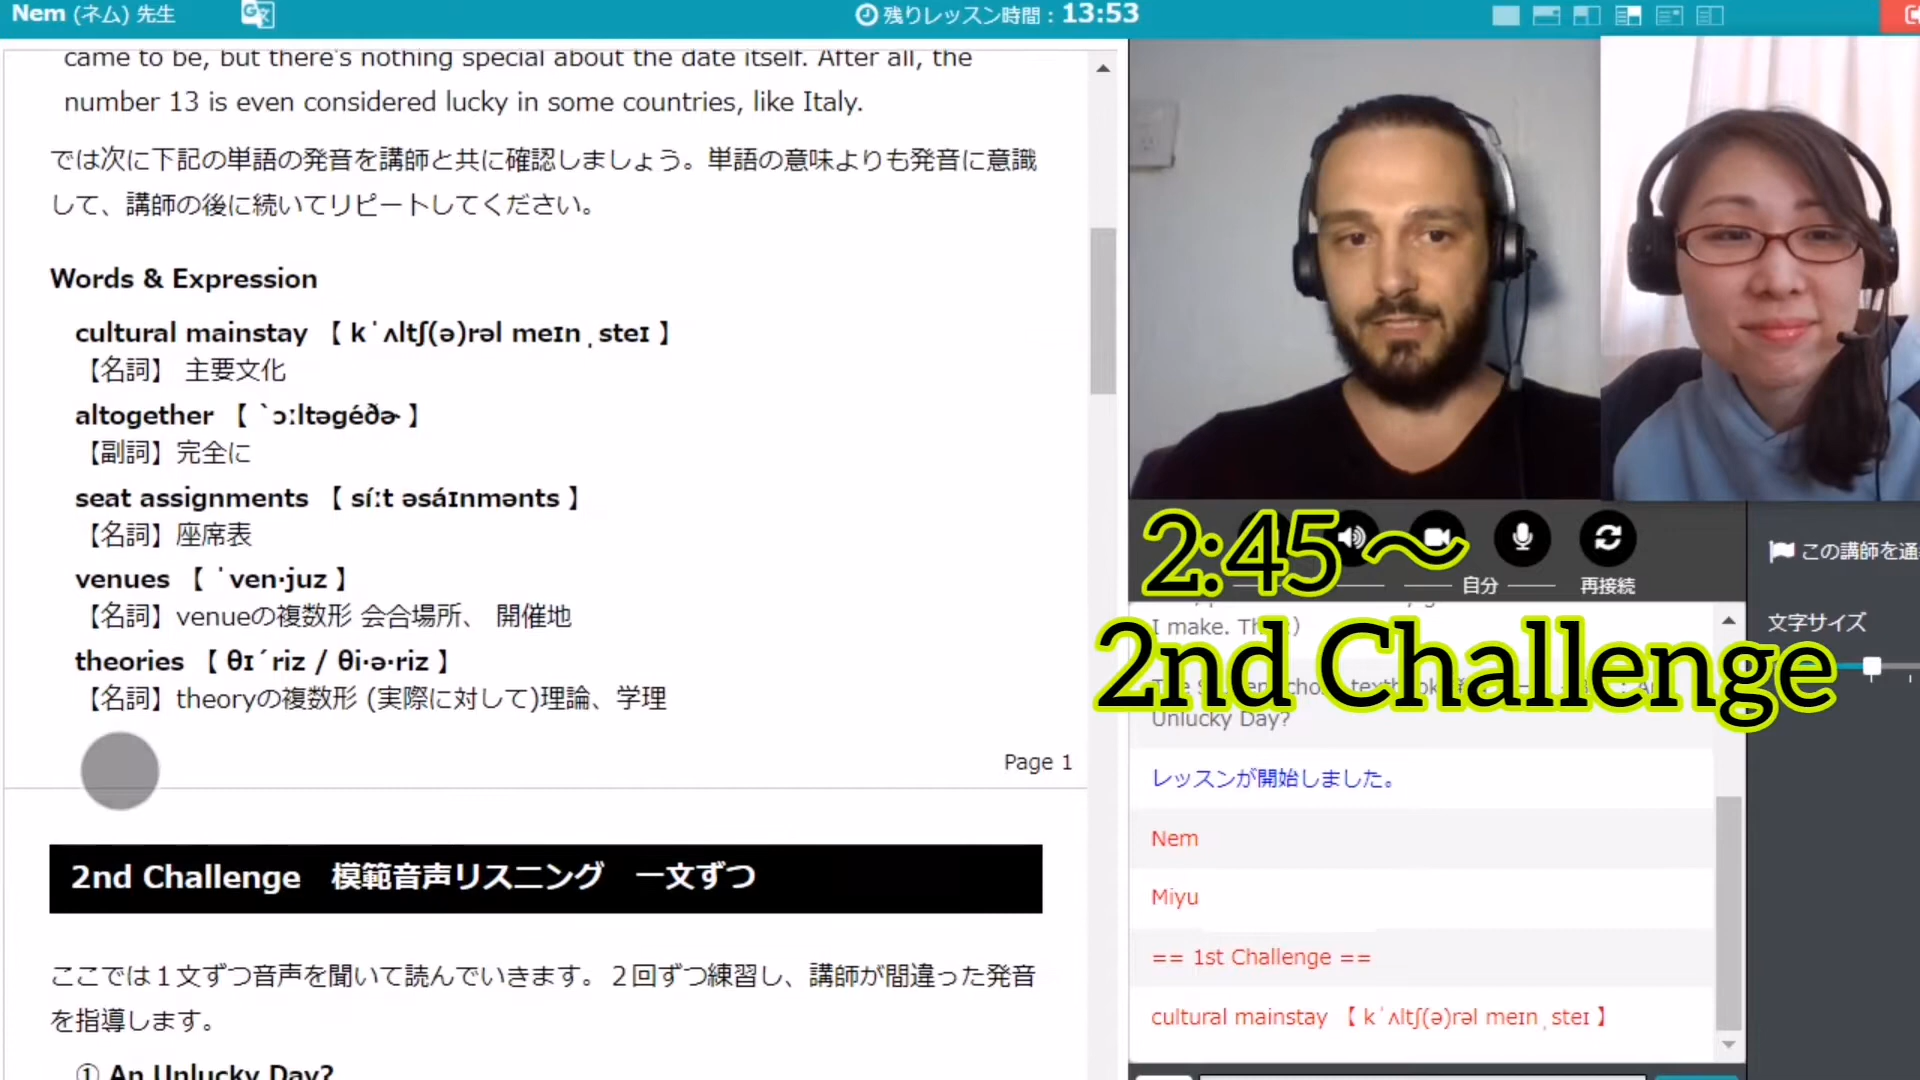 Nem (ネム) 先生
残りレッスン時間 : 13:53
came to be, but there's nothing special about the date itself. After all, the
number 13 is even considered lucky in some countries, like Italy.
では次に下記の単語の発音を講師と共に確認しましょう。単語の意味よりも発音に意識
して、講師の後に続いてリピートしてください。
Words & Expression
cultural mainstay 【 kˈʌltʃ(ə)rəl meɪnˌsteɪ 】
【名詞】 主要文化
altogether 【 `ɔːltəgéðɚ 】
【副詞】完全に
seat assignments 【 síːt əsáɪnmənts 】
【名詞】座席表
venues 【 ˈven·juz 】
【名詞】venueの複数形 会合場所、 開催地
theories 【 θɪˊriz / θi·ə·riz 】
【名詞】theoryの複数形 (実際に対して)理論、学理
Page 1
2nd Challenge　模範音声リスニング　一文ずつ
ここでは１文ずつ音声を聞いて読んでいきます。２回ずつ練習し、講師が間違った発音
を指導します。
① An Unlucky Day?
2:45～
2nd Challenge
自分
再接続
この講師を通
文字サイズ
I make.
Unlucky Day?
レッスンが開始しました。
Nem
Miyu
== 1st Challenge ==
cultural mainstay 【 kˈʌltʃ(ə)rəl meɪnˌsteɪ 】